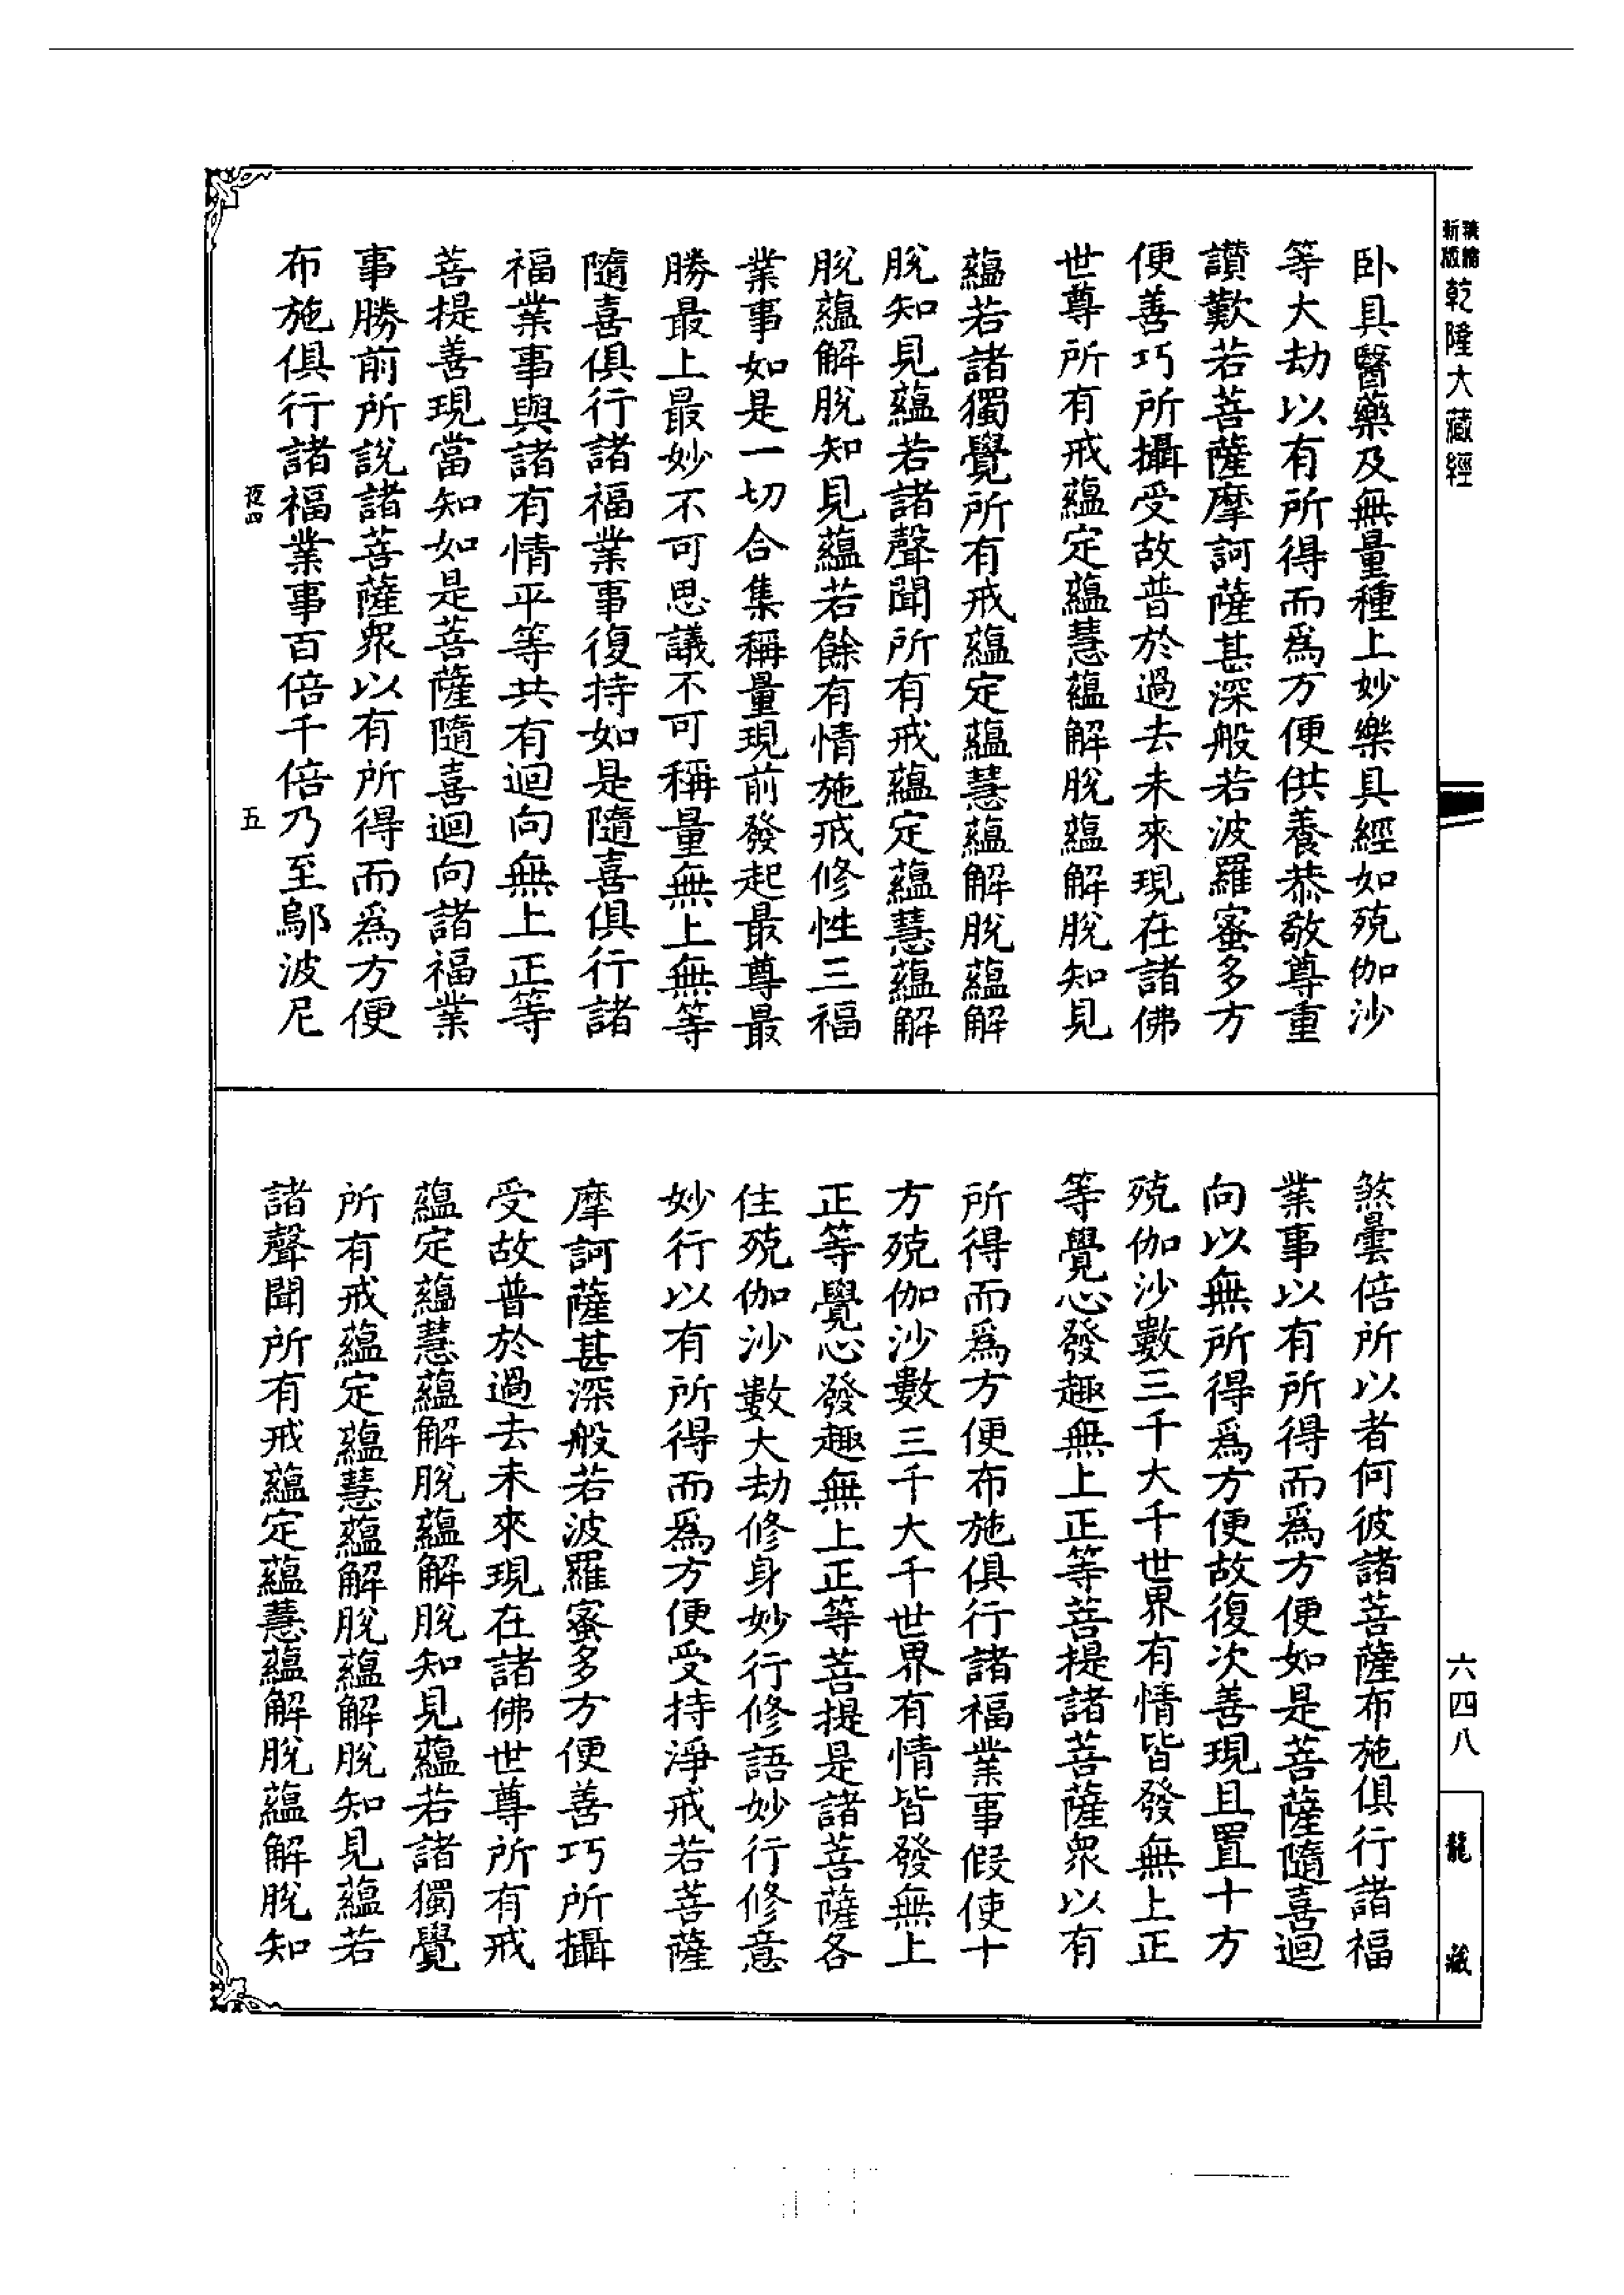 精縮
新版
乾隆大藏經
臥具醫藥及無量種上妙樂具經如殑伽沙
等大劫以有所得而爲方便供養恭敬尊重
讚歎若菩薩摩訶薩甚深般若波羅蜜多方
便善巧所攝受故普於過去未來現在諸佛
世尊所有戒蘊定蘊慧蘊解脫蘊解脫知見
蘊若諸獨覺所有戒蘊定蘊慧蘊解脫蘊解
脫知見蘊若諸聲聞所有戒蘊定蘊慧蘊解
脫蘊解脫知見蘊若餘有情施戒修性三福
業事如是一切合集稱量現前發起最尊最
勝最上最妙不可思議不可稱量無上無等
隨喜俱行諸福業事復持如是隨喜俱行諸
福業事與諸有情平等共有迴向無上正等
菩提善現當知如是菩薩隨喜迴向諸福業
事勝前所說諸菩薩衆以有所得而爲方便
布施俱行諸福業事百倍千倍乃至鄔波尼
夜四
五
煞曇倍所以者何彼諸菩薩布施俱行諸福
業事以有所得而爲方便如是菩薩隨喜迴
向以無所得爲方便故復次善現且置十方
殑伽沙數三千大千世界有情皆發無上正
等覺心發趣無上正等菩提諸菩薩衆以有
所得而爲方便布施俱行諸福業事假使十
方殑伽沙數三千大千世界有情皆發無上
正等覺心發趣無上正等菩提是諸菩薩各
住殑伽沙數大劫修身妙行修語妙行修意
妙行以有所得而爲方便受持淨戒若菩薩
摩訶薩甚深般若波羅蜜多方便善巧所攝
受故普於過去未來現在諸佛世尊所有戒
蘊定蘊慧蘊解脫蘊解脫知見蘊若諸獨覺
所有戒蘊定蘊慧蘊解脫蘊解脫知見蘊若
諸聲聞所有戒蘊定蘊慧蘊解脫蘊解脫知
六四八
龍藏